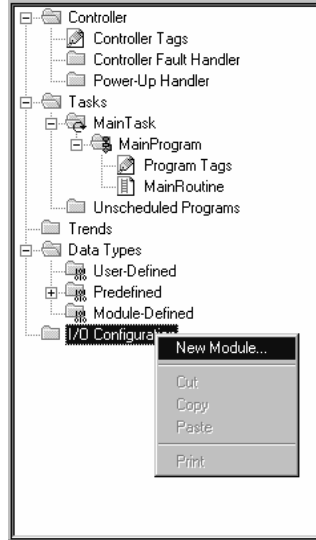 Controller
Controller Tags
Controller Fault Handler
Power-Up Handler
Tasks
MainTask
MainProgram
Program Tags
MainRoutine
Unscheduled Programs
Trends
Data Types
User-Defined
Predefined
Module-Defined
I/O Configuration
New Module...
Cut
Copy
Paste
Print